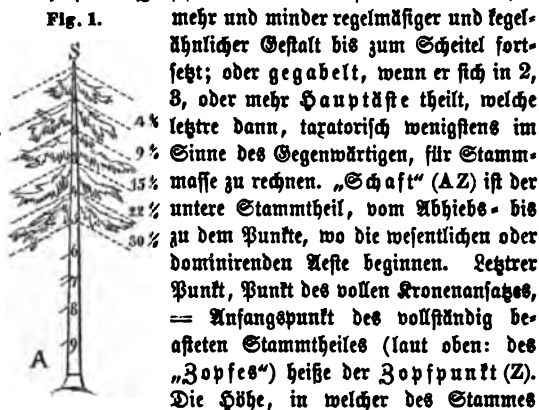 Fig. 1.
S
4 %
9 %
15 %
22 %
30 %
6
7
8
9
A
mehr und minder regelmäßiger und kegel-
ähnlicher Gestalt bis zum Scheitel fort-
setzt; oder gegabelt, wenn er sich in 2,
3, oder mehr Hauptäste theilt, welche
letztre dann, taxatorisch wenigstens im
Sinne des Gegenwärtigen, für Stamm-
masse zu rechnen. „Schaft“ (AZ) ist der
untere Stammtheil, vom Abhiebs- bis
zu dem Punkte, wo die wesentlichen oder
dominirenden Aeste beginnen. Letztrer
Punkt, Punkt des vollen Kronenansatzes,
= Anfangspunkt des vollständig be-
asteten Stammtheiles (laut oben: des
„Zopfes“) heiße der Zopfpunkt (Z).
Die Höhe, in welcher des Stammes